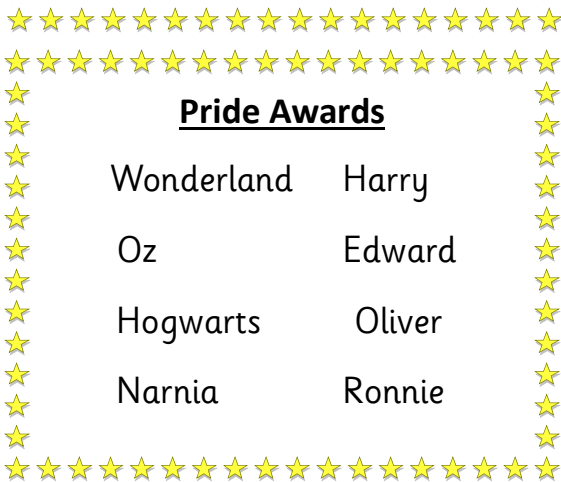 Pride Awards
Wonderland Harry
Oz Edward
Hogwarts Oliver
Narnia Ronnie